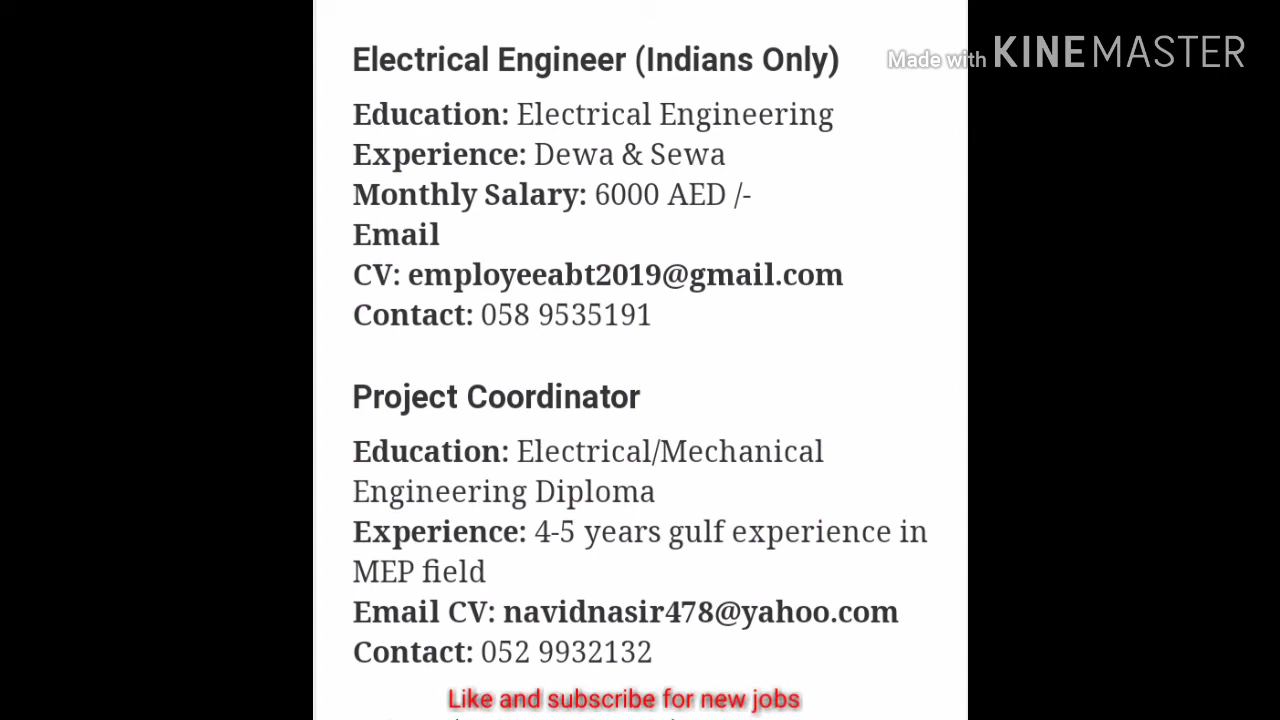 Electrical Engineer (Indians Only)
Made with KINEMASTER
Education: Electrical Engineering
Experience: Dewa & Sewa
Monthly Salary: 6000 AED /-
Email
CV: employeeabt2019@gmail.com
Contact: 058 9535191
Project Coordinator
Education: Electrical/Mechanical
Engineering Diploma
Experience: 4-5 years gulf experience in
MEP field
Email CV: navidnasir478@yahoo.com
Contact: 052 9932132
Like and subscribe for new jobs